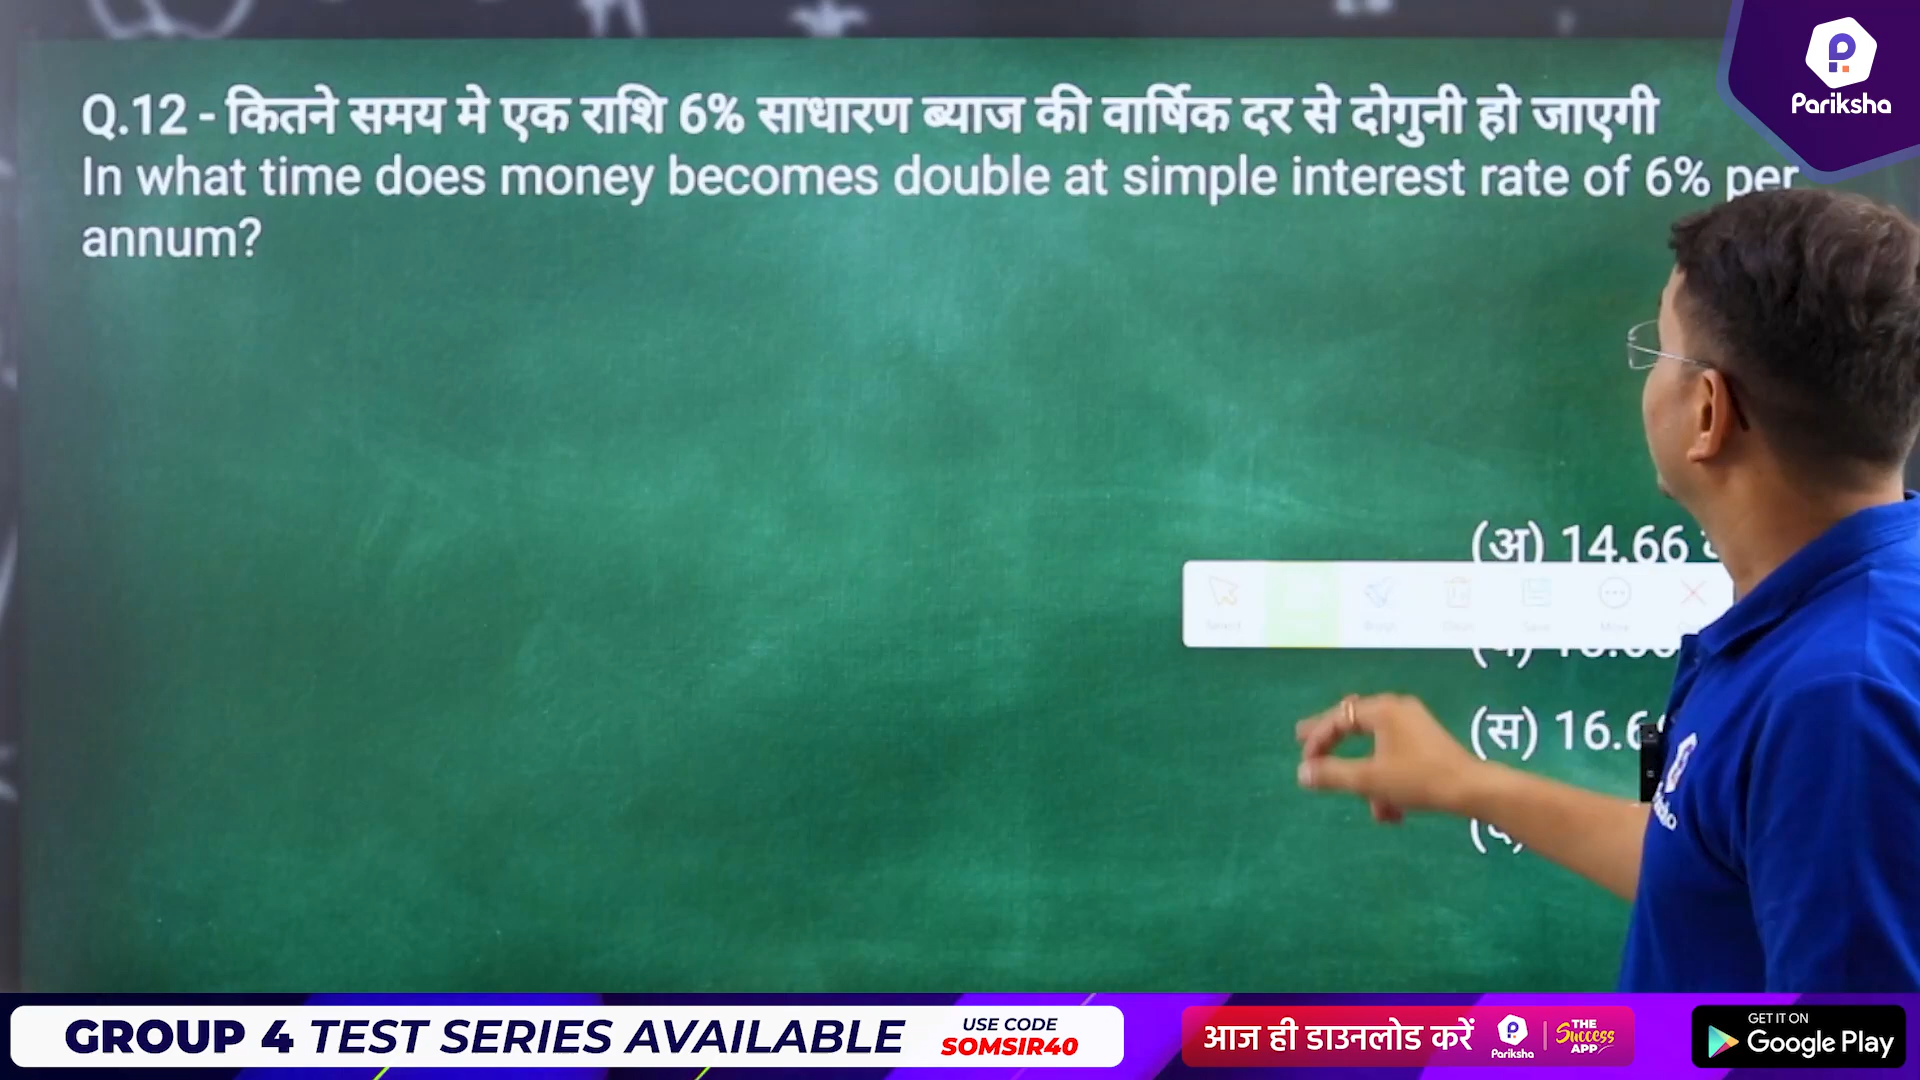 Pariksha
Q.12 - कितने समय मे एक राशि 6% साधारण ब्याज की वार्षिक दर से दोगुनी हो जाएगी
In what time does money becomes double at simple interest rate of 6% per
annum?
(अ) 14.66
(स) 16.6
GROUP 4 TEST SERIES AVAILABLE
USE CODE
SOMSIR40
आज ही डाउनलोड करें
Pariksha
THE
Success
APP
GET IT ON
Google Play